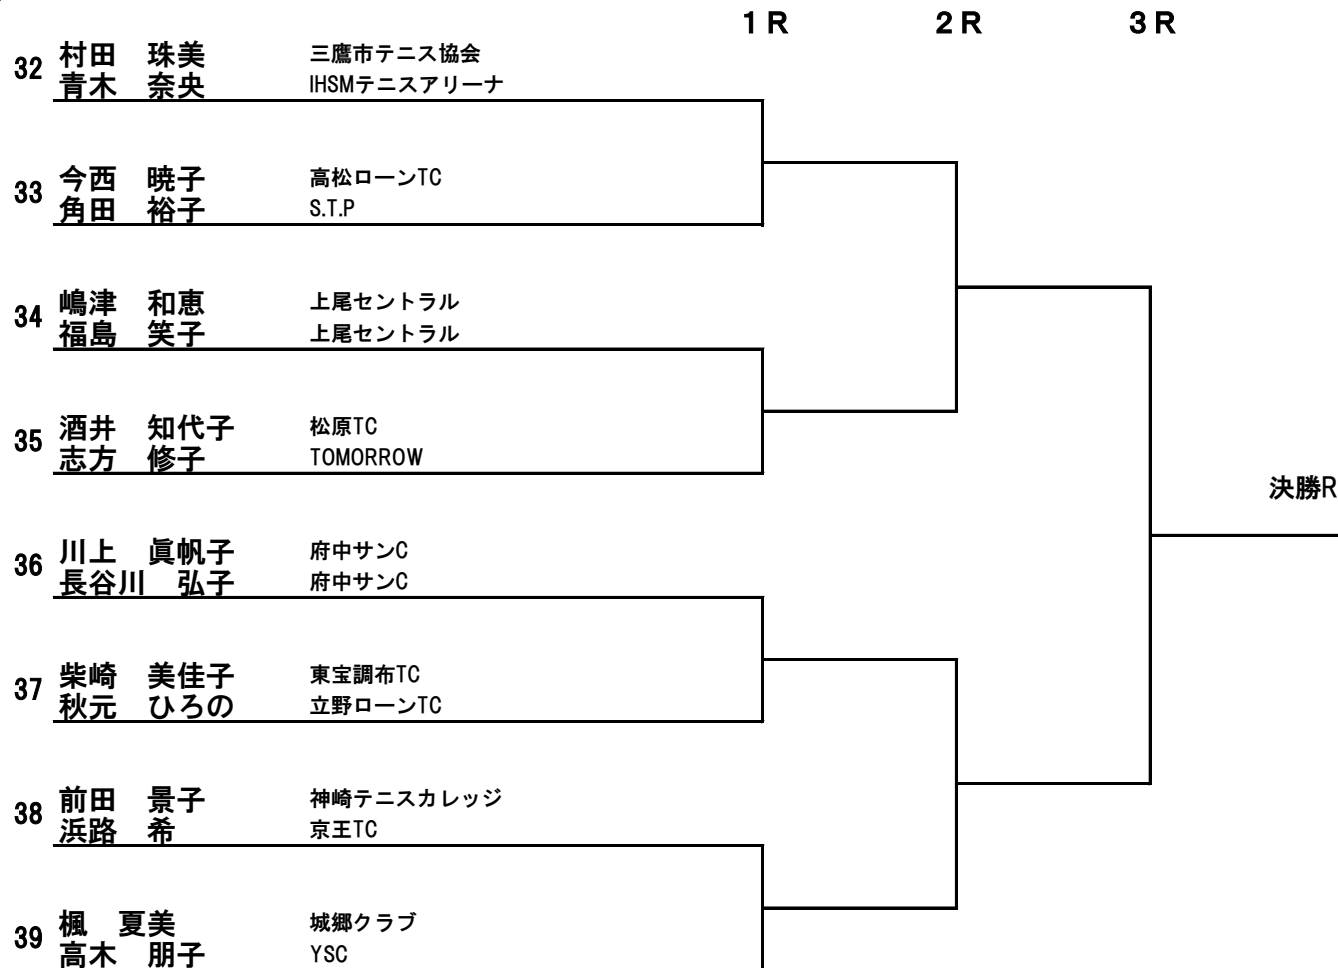 1R 2R 3R
32 村田 珠美 三鷹市テニス協会
青木 奈央 IHSMテニスアリーナ
33 今西 暁子 高松ローンTC
角田 裕子 S.T.P
34 嶋津 和恵 上尾セントラル
福島 笑子 上尾セントラル
35 酒井 知代子 松原TC
志方 修子 TOMORROW
決勝R
36 川上 眞帆子 府中サンC
長谷川 弘子 府中サンC
37 柴崎 美佳子 東宝調布TC
秋元 ひろの 立野ローンTC
38 前田 景子 神崎テニスカレッジ
浜路 希 京王TC
39 楓 夏美 城郷クラブ
高木 朋子 YSC